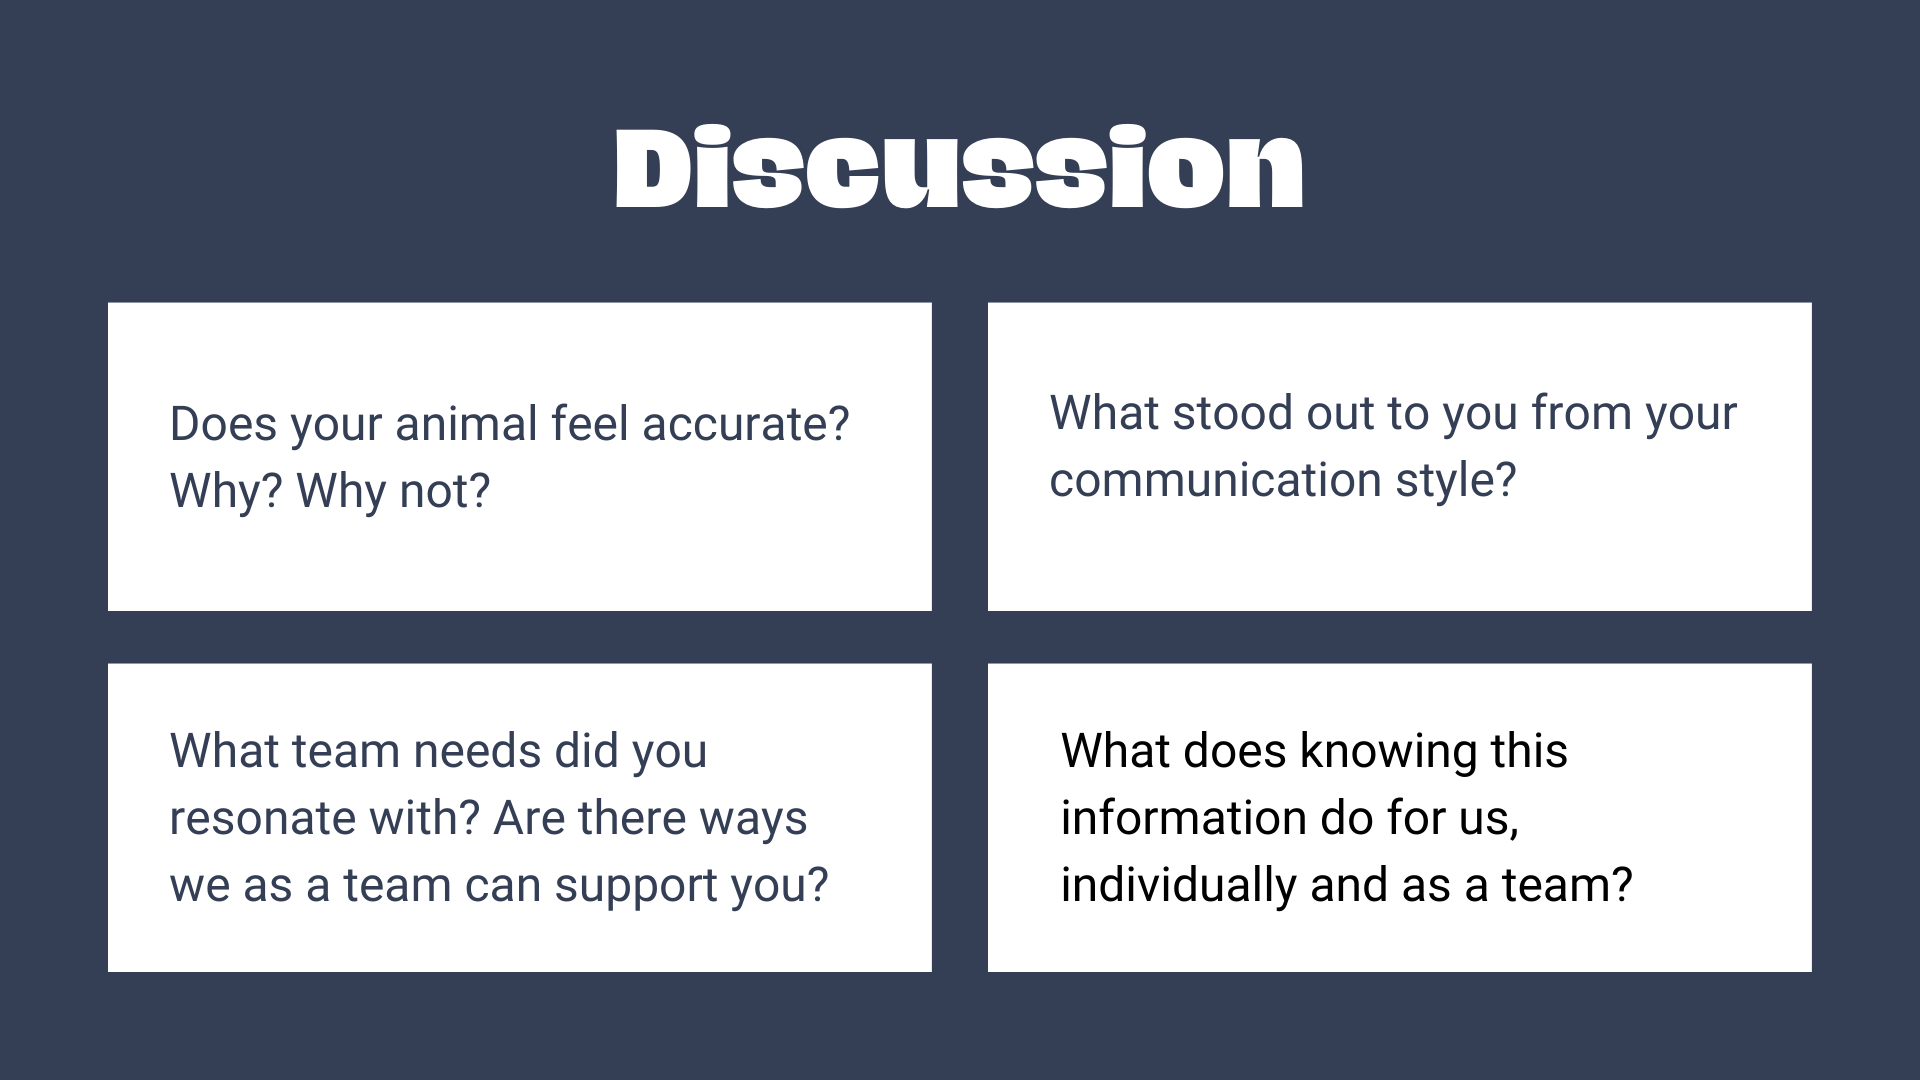 Discussion
Does your animal feel accurate?
Why? Why not?
What stood out to you from your
communication style?
What team needs did you
resonate with? Are there ways
we as a team can support you?
What does knowing this
information do for us,
individually and as a team?